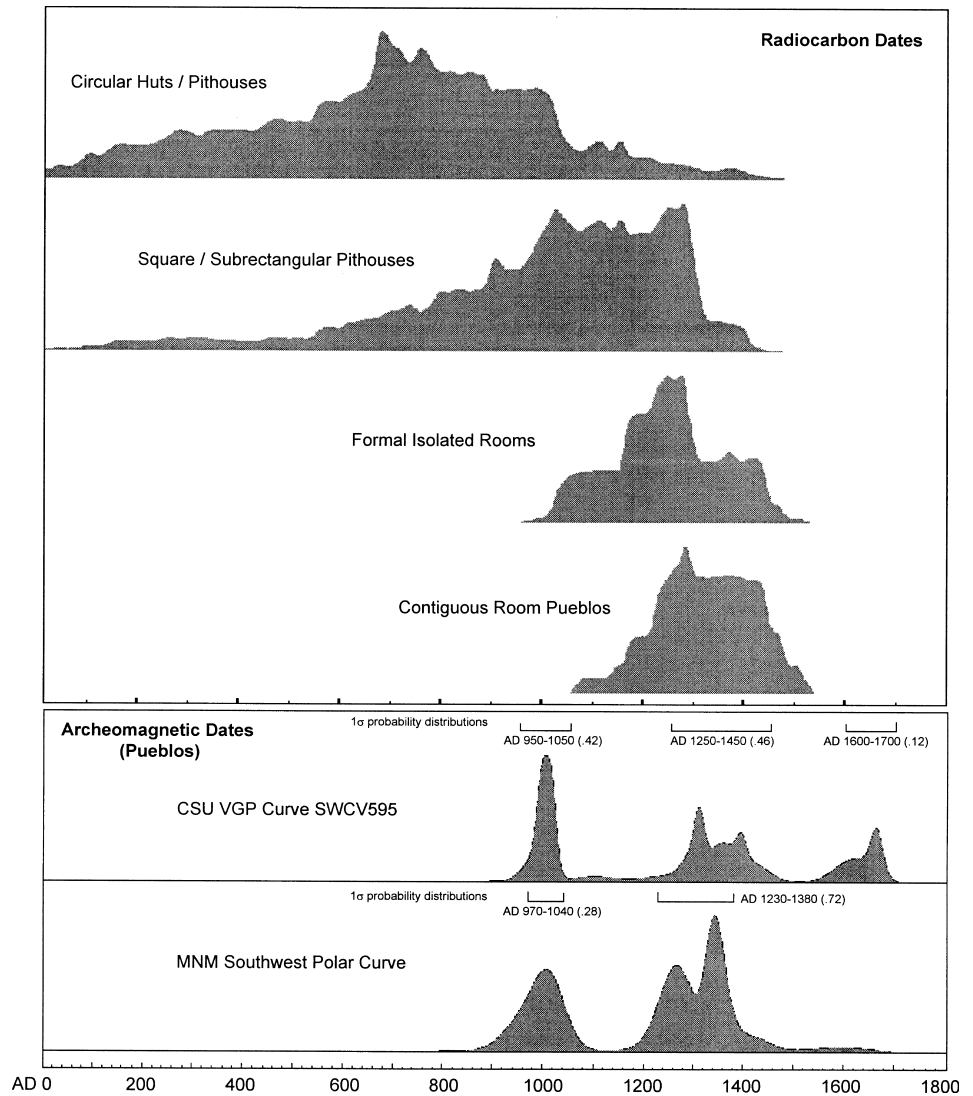 Radiocarbon Dates
Circular Huts / Pithouses
Square / Subrectangular Pithouses
Formal Isolated Rooms
Contiguous Room Pueblos
Archeomagnetic Dates
(Pueblos)
1σ probability distributions
AD 950-1050 (.42)
AD 1250-1450 (.46)
AD 1600-1700 (.12)
CSU VGP Curve SWCV595
1σ probability distributions
AD 970-1040 (.28)
AD 1230-1380 (.72)
MNM Southwest Polar Curve
AD 0 200 400 600 800 1000 1200 1400 1600 1800